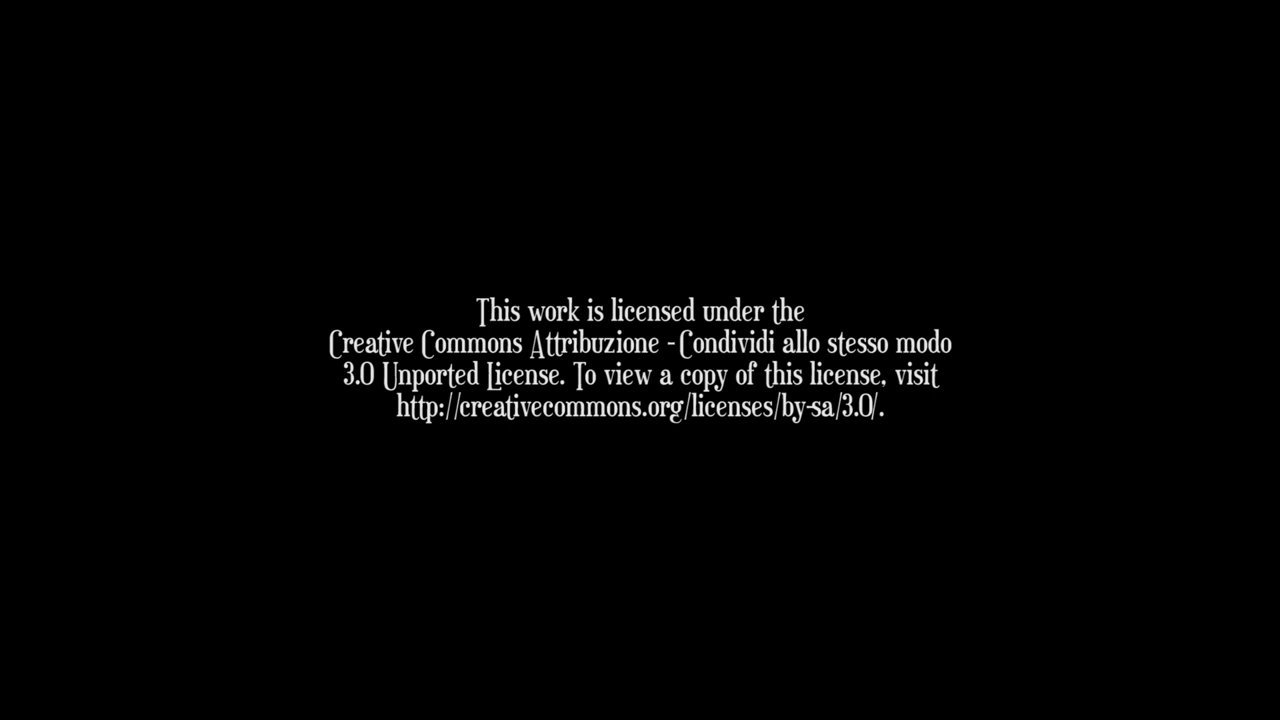 This work is licensed under the
Creative Commons Attribuzione - Condividi allo stesso modo
3.0 Unported License. To view a copy of this license, visit
http://creativecommons.org/licenses/by-sa/3.0/.